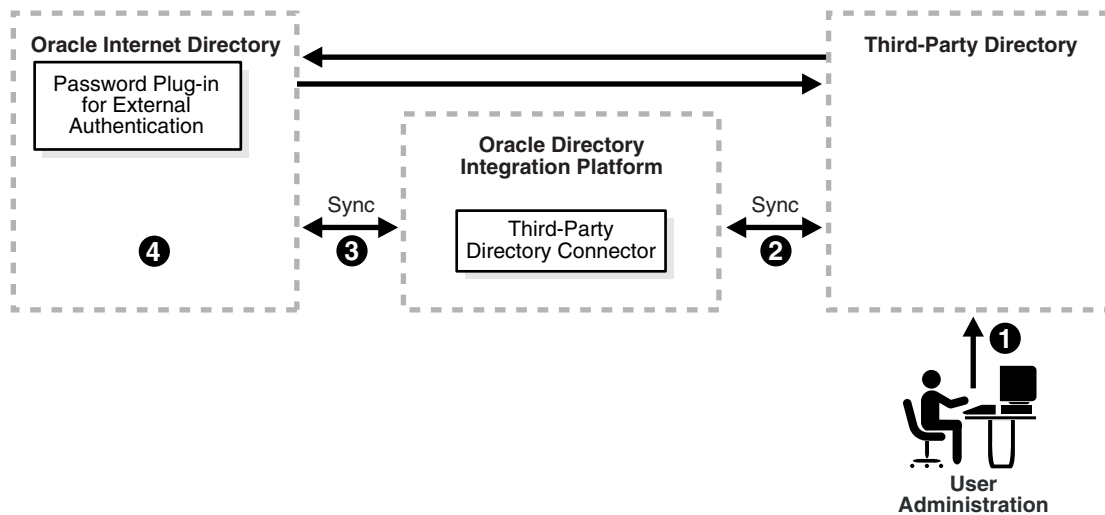 Oracle Internet Directory
Password Plug-in
for External
Authentication
4
Sync
3
Oracle Directory
Integration Platform
Third-Party
Directory Connector
Sync
2
Third-Party Directory
1
User
Administration